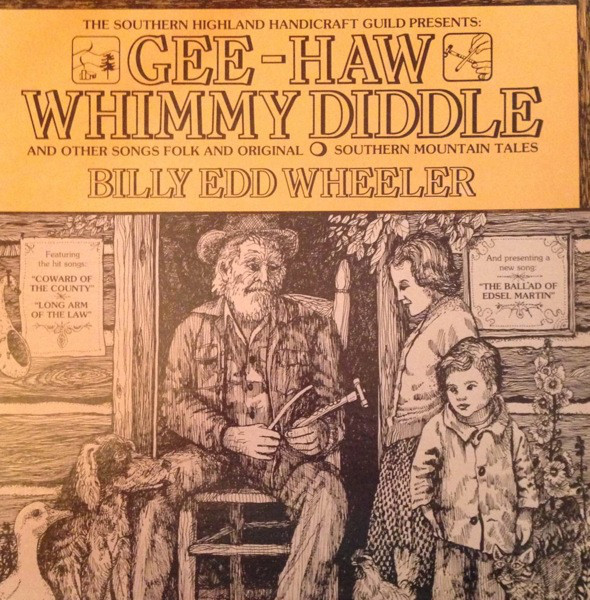 THE SOUTHERN HIGHLAND HANDICRAFT GUILD PRESENTS:
GEE-HAW
WHIMMY DIDDLE
AND OTHER SONGS FOLK AND ORIGINAL SOUTHERN MOUNTAIN TALES
BILLY EDD WHEELER
Featuring
the hit songs:
"COWARD OF
THE COUNTY"
"LONG ARM
OF THE LAW"
And presenting a
new song:
"THE BALLAD OF
EDSEL MARTIN"